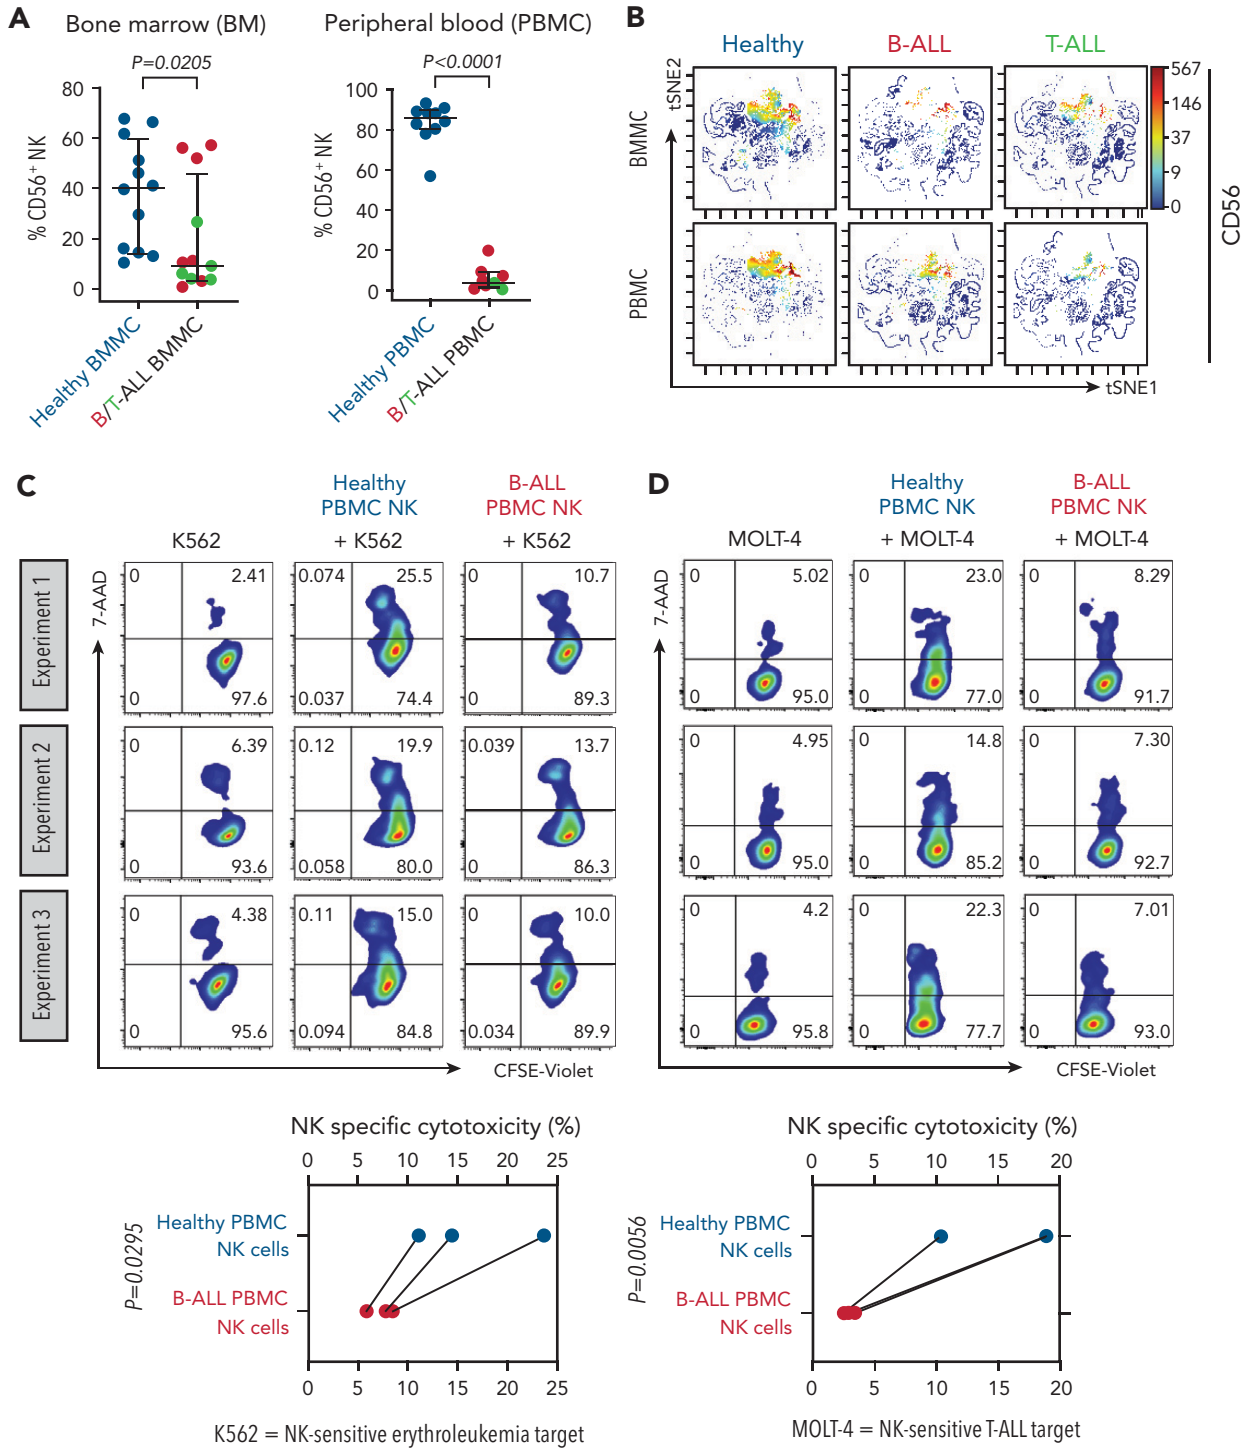 A
Bone marrow (BM)
P=0.0205
% CD56+ NK
80
60
40
20
0
Healthy BMMC
B/T-ALL BMMC
Peripheral blood (PBMC)
P<0.0001
% CD56+ NK
100
80
60
40
20
0
Healthy PBMC
B/T-ALL PBMC
B
Healthy
B-ALL
T-ALL
tSNE2
BMMC
PBMC
567
146
37
9
0
CD56
tSNE1
C
Healthy
PBMC NK
B-ALL
PBMC NK
K562
+ K562
+ K562
7-AAD
Experiment 1
0 2.41
0 97.6
0.074 25.5
0.037 74.4
0 10.7
0 89.3
Experiment 2
0 6.39
0 93.6
0.12 19.9
0.058 80.0
0.039 13.7
0 86.3
Experiment 3
0 4.38
0 95.6
0.11 15.0
0.094 84.8
0 10.0
0.034 89.9
CFSE-Violet
D
Healthy
PBMC NK
B-ALL
PBMC NK
MOLT-4
+ MOLT-4
+ MOLT-4
7-AAD
0 5.02
0 95.0
0 23.0
0 77.0
0 8.29
0 91.7
0 4.95
0 95.0
0 14.8
0 85.2
0 7.30
0 92.7
0 4.2
0 95.8
0 22.3
0 77.7
0 7.01
0 93.0
CFSE-Violet
NK specific cytotoxicity (%)
0 5 10 15 20 25
P=0.0295
Healthy PBMC
NK cells
B-ALL PBMC
NK cells
0 5 10 15 20 25
K562 = NK-sensitive erythroleukemia target
NK specific cytotoxicity (%)
0 5 10 15 20
P=0.0056
Healthy PBMC
NK cells
B-ALL PBMC
NK cells
0 5 10 15 20
MOLT-4 = NK-sensitive T-ALL target